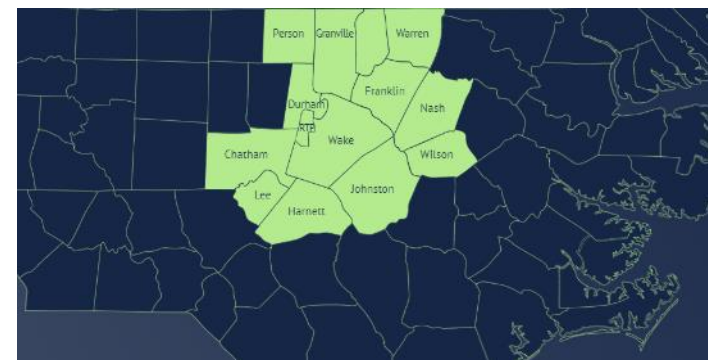 Person
Granville
Warren
Franklin
Durham
Nash
RTP
Wake
Chatham
Wilson
Lee
Johnston
Harnett